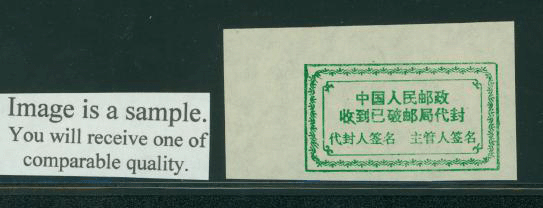 Image is a sample.
You will receive one of
comparable quality.
中国人民邮政
收到已破邮局代封
代封人签名 主管人签名